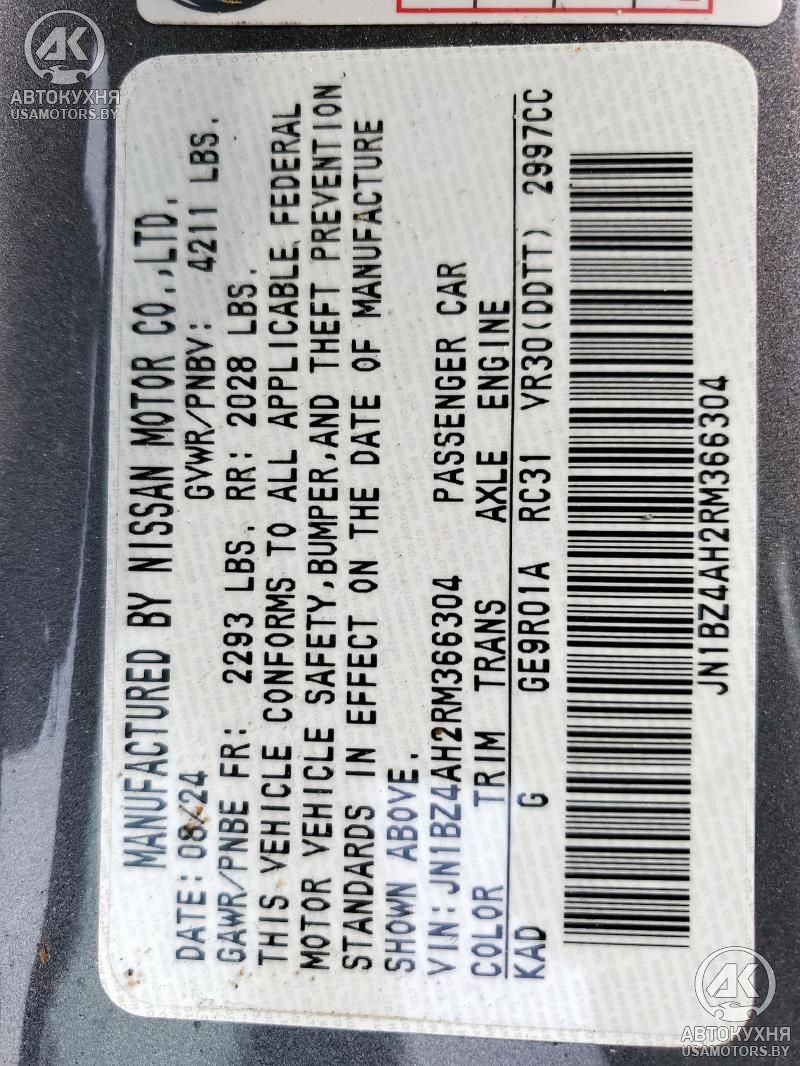 MANUFACTURED BY NISSAN MOTOR CO.,LTD.
DATE: 08/24 GVWR/PNBV: 4211 LBS.
GAWR/PNBE FR: 2293 LBS. RR: 2028 LBS.
THIS VEHICLE CONFORMS TO ALL APPLICABLE FEDERAL
MOTOR VEHICLE SAFETY,BUMPER,AND THEFT PREVENTION
STANDARDS IN EFFECT ON THE DATE OF MANUFACTURE
SHOWN ABOVE.
VIN: JN1BZ4AH2RM366304 PASSENGER CAR
COLOR TRIM TRANS AXLE ENGINE
KAD G GE9R01A RC31 VR30(DDTT) 2997CC
JN1BZ4AH2RM366304
АК
АВТОКУХНЯ
USAMOTORS.BY
АК
АВТОКУХНЯ
USAMOTORS.BY